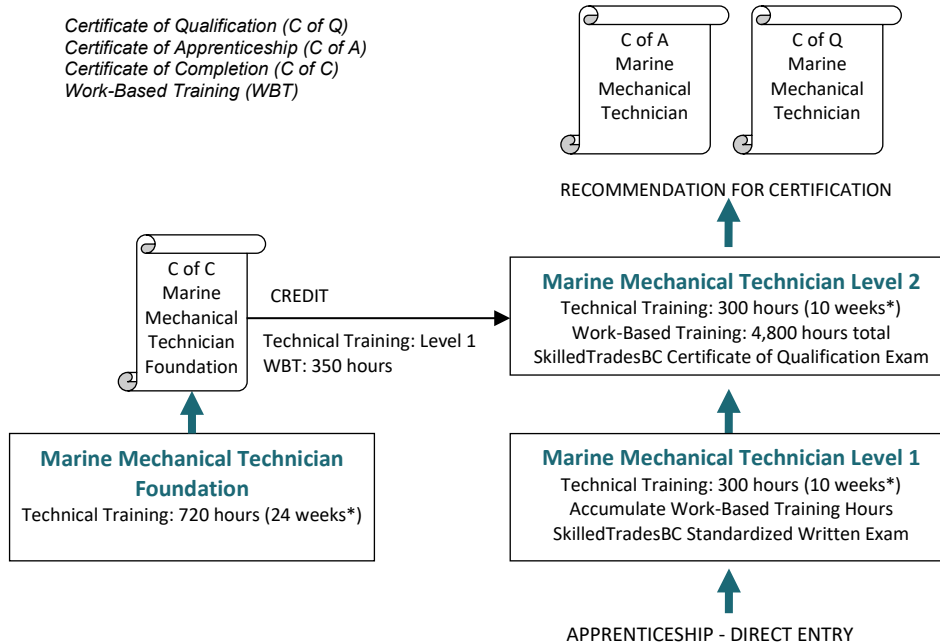 Certificate of Qualification (C of Q)
Certificate of Apprenticeship (C of A)
Certificate of Completion (C of C)
Work-Based Training (WBT)
C of A
Marine
Mechanical
Technician
C of Q
Marine
Mechanical
Technician
RECOMMENDATION FOR CERTIFICATION
C of C
Marine
Mechanical
Technician
Foundation
CREDIT
Technical Training: Level 1
WBT: 350 hours
Marine Mechanical Technician Level 2
Technical Training: 300 hours (10 weeks*)
Work-Based Training: 4,800 hours total
SkilledTradesBC Certificate of Qualification Exam
Marine Mechanical Technician
Foundation
Technical Training: 720 hours (24 weeks*)
Marine Mechanical Technician Level 1
Technical Training: 300 hours (10 weeks*)
Accumulate Work-Based Training Hours
SkilledTradesBC Standardized Written Exam
APPRENTICESHIP - DIRECT ENTRY